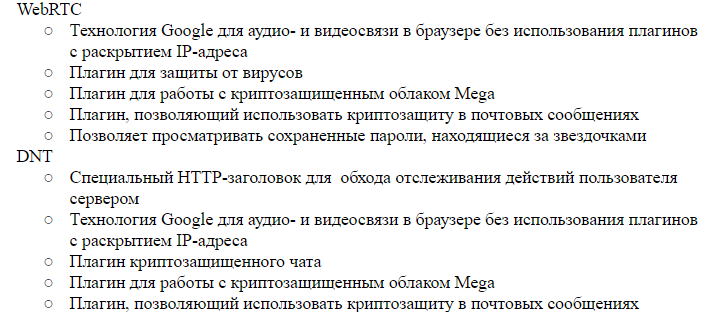 WebRTC
○ Технология Google для аудио- и видеосвязи в браузере без использования плагинов
с раскрытием IP-адреса
○ Плагин для защиты от вирусов
○ Плагин для работы с криптозащищенным облаком Mega
○ Плагин, позволяющий использовать криптозащиту в почтовых сообщениях
○ Позволяет просматривать сохраненные пароли, находящиеся за звездочками
DNT
○ Специальный HTTP-заголовок для  обхода отслеживания действий пользователя
сервером
○ Технология Google для аудио- и видеосвязи в браузере без использования плагинов
с раскрытием IP-адреса
○ Плагин криптозащищенного чата
○ Плагин для работы с криптозащищенным облаком Mega
○ Плагин, позволяющий использовать криптозащиту в почтовых сообщениях